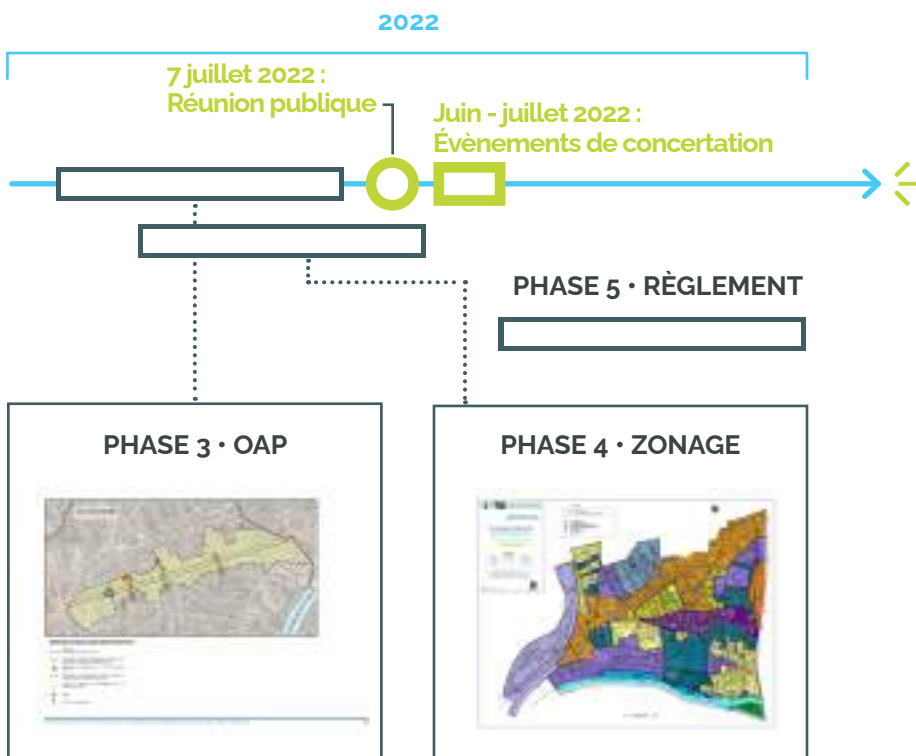 2022
7 juillet 2022 :
Réunion publique
Juin - juillet 2022 :
Évènements de concertation
PHASE 5 • RÈGLEMENT
PHASE 3 • OAP
PHASE 4 • ZONAGE